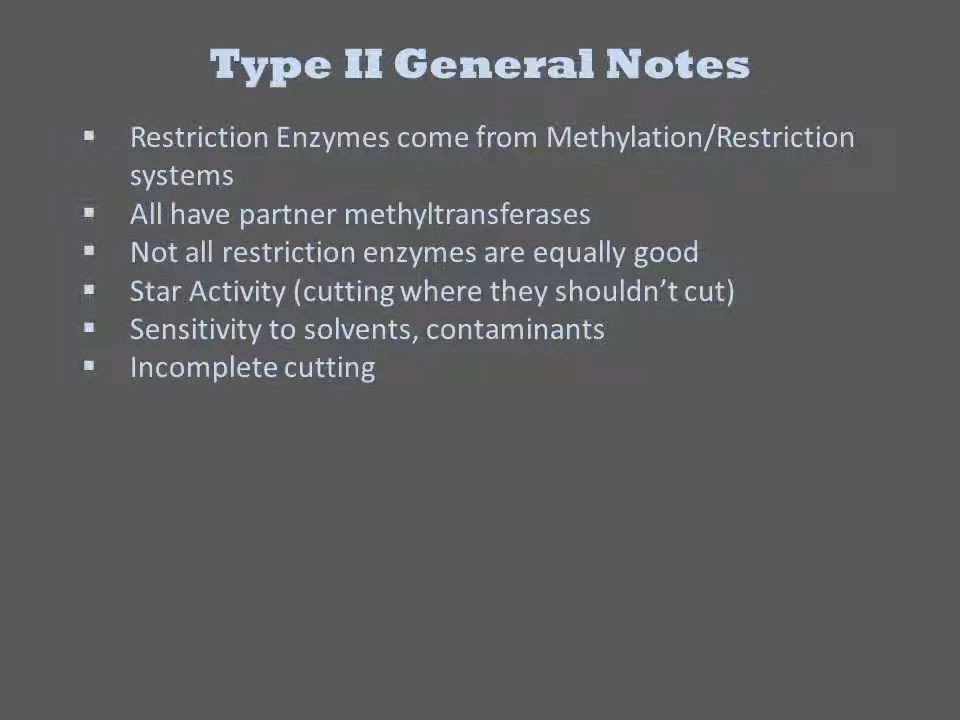 Type II General Notes
▪ Restriction Enzymes come from Methylation/Restriction
systems
▪ All have partner methyltransferases
▪ Not all restriction enzymes are equally good
▪ Star Activity (cutting where they shouldn’t cut)
▪ Sensitivity to solvents, contaminants
▪ Incomplete cutting